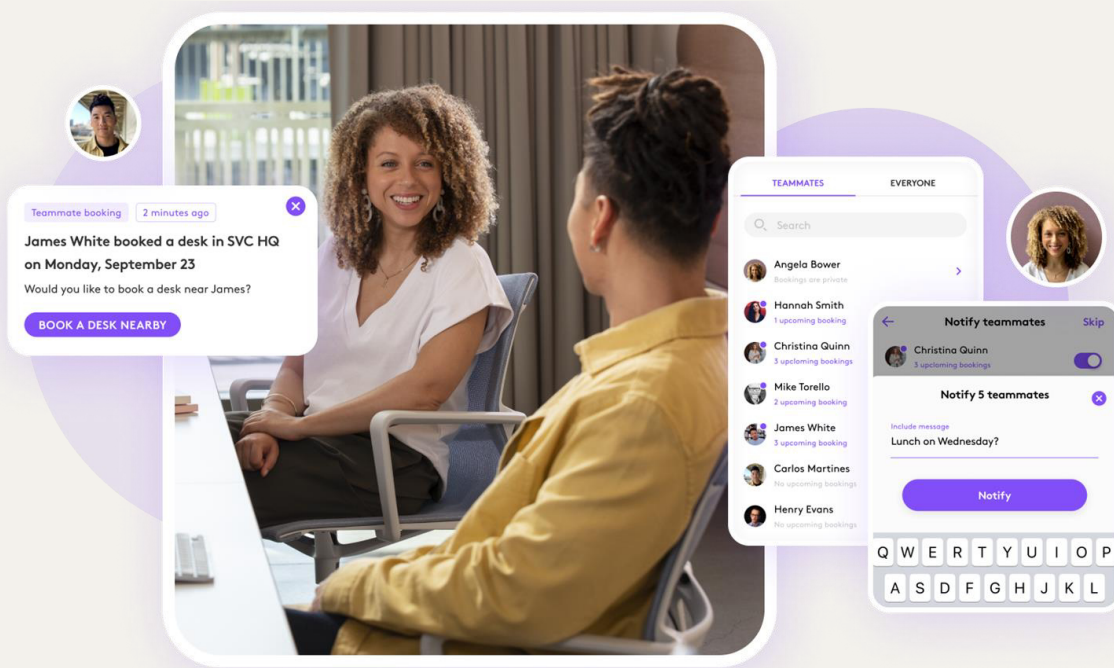 Teammate booking
2 minutes ago
James White booked a desk in SVC HQ
on Monday, September 23
Would you like to book a desk near James?
BOOK A DESK NEARBY
TEAMMATES
EVERYONE
Search
Angela Bower
Bookings are private
Hannah Smith
1 upcoming booking
Christina Quinn
3 upcloming bookings
Mike Torello
2 upcoming booking
James White
3 upcoming booking
Carlos Martines
No upcoming bookings
Henry Evans
No upcoming bookings
Notify teammates
Skip
Christina Quinn
3 upcloming bookings
Notify 5 teammates
Include message
Lunch on Wednesday?
Notify
Q W E R T Y U I O P
A S D F G H J K L